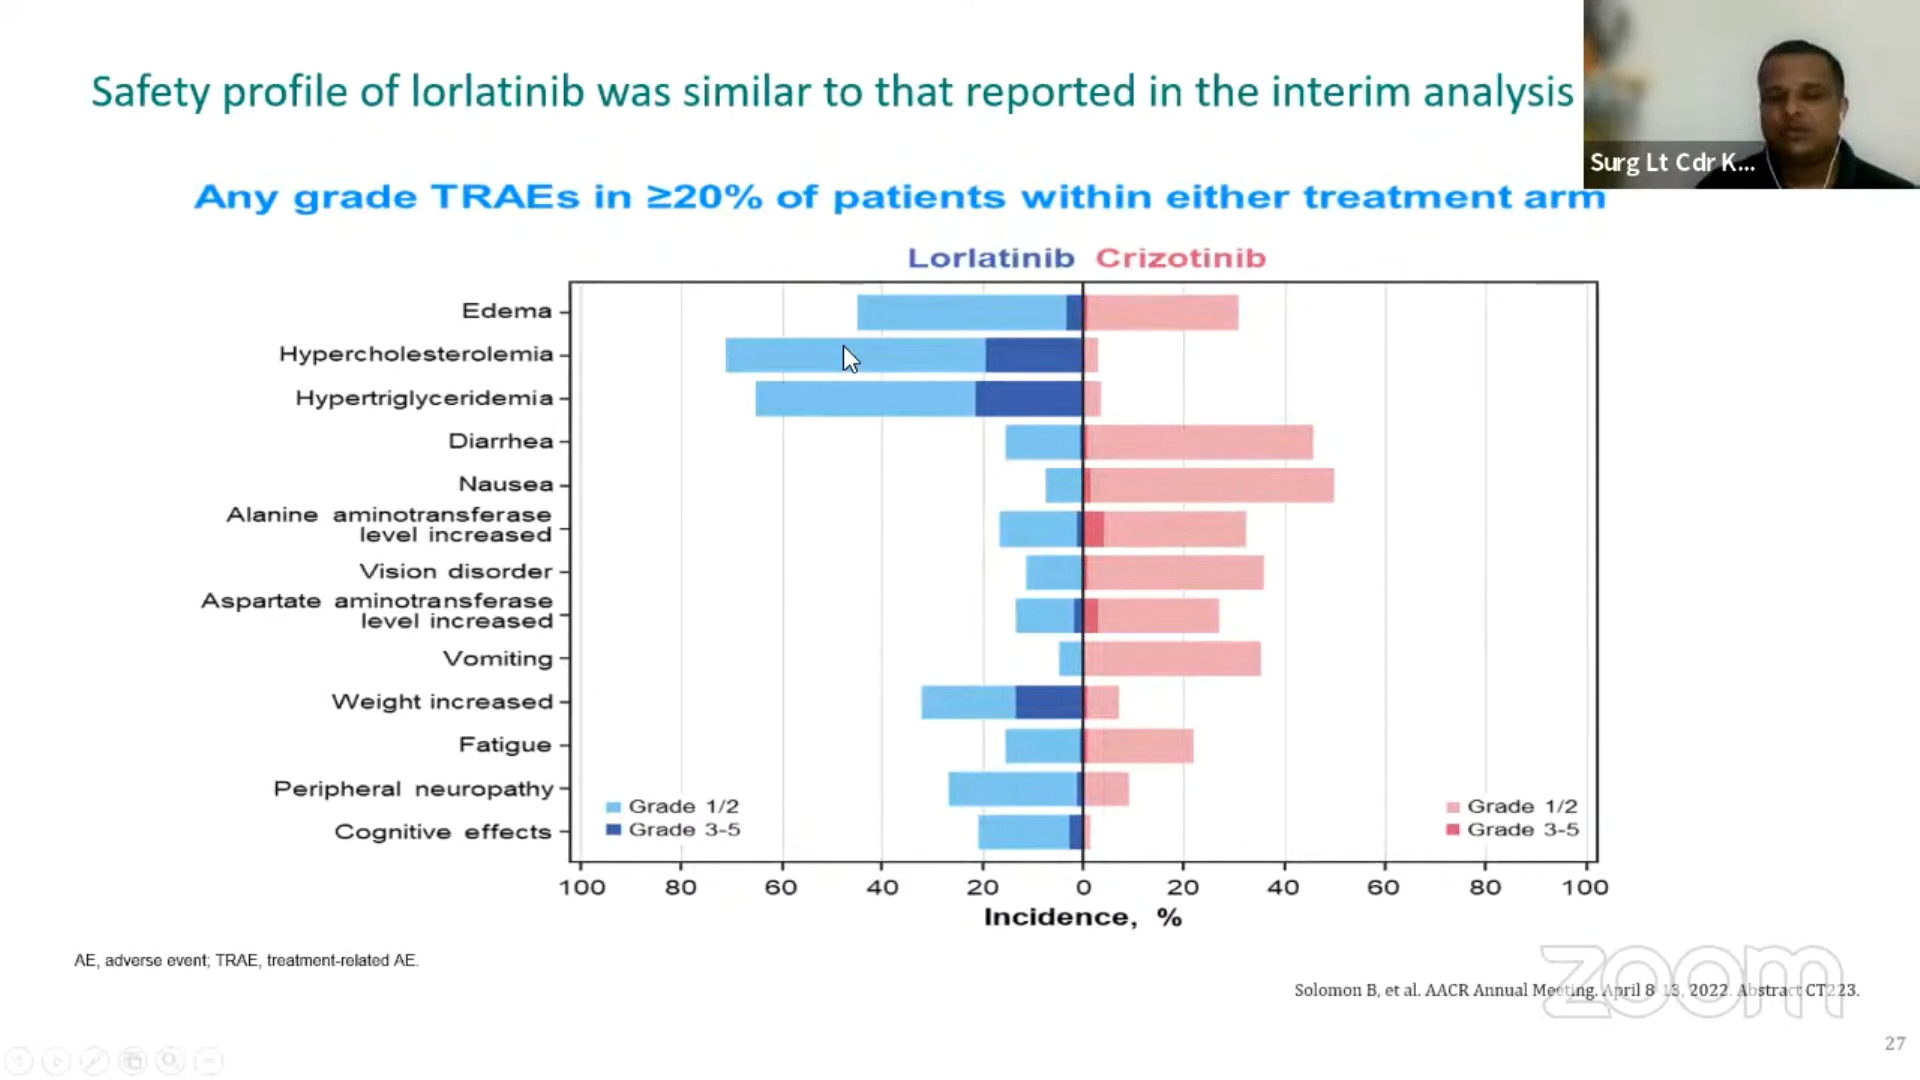 Safety profile of lorlatinib was similar to that reported in the interim analysis
Surg Lt Cdr K...
Any grade TRAEs in ≥20% of patients within either treatment arm
Lorlatinib Crizotinib
Edema
Hypercholesterolemia
Hypertriglyceridemia
Diarrhea
Nausea
Alanine aminotransferase
level increased
Vision disorder
Aspartate aminotransferase
level increased
Vomiting
Weight increased
Fatigue
Peripheral neuropathy
Cognitive effects
Grade 1/2
Grade 3-5
Grade 1/2
Grade 3-5
100 80 60 40 20 0 20 40 60 80 100
Incidence, %
AE, adverse event; TRAE, treatment-related AE.
Solomon B, et al. AACR Annual Meeting. April 8-13, 2022. Abstract CT223.
zoom
27